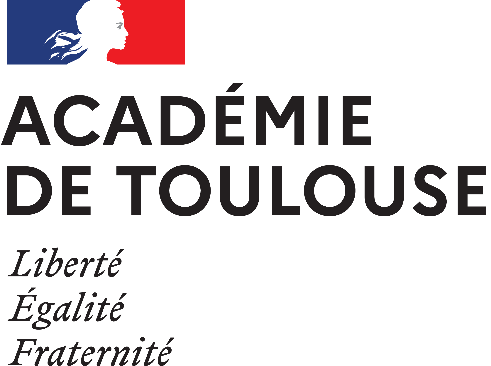 ACADÉMIE
DE TOULOUSE
Liberté
Égalité
Fraternité